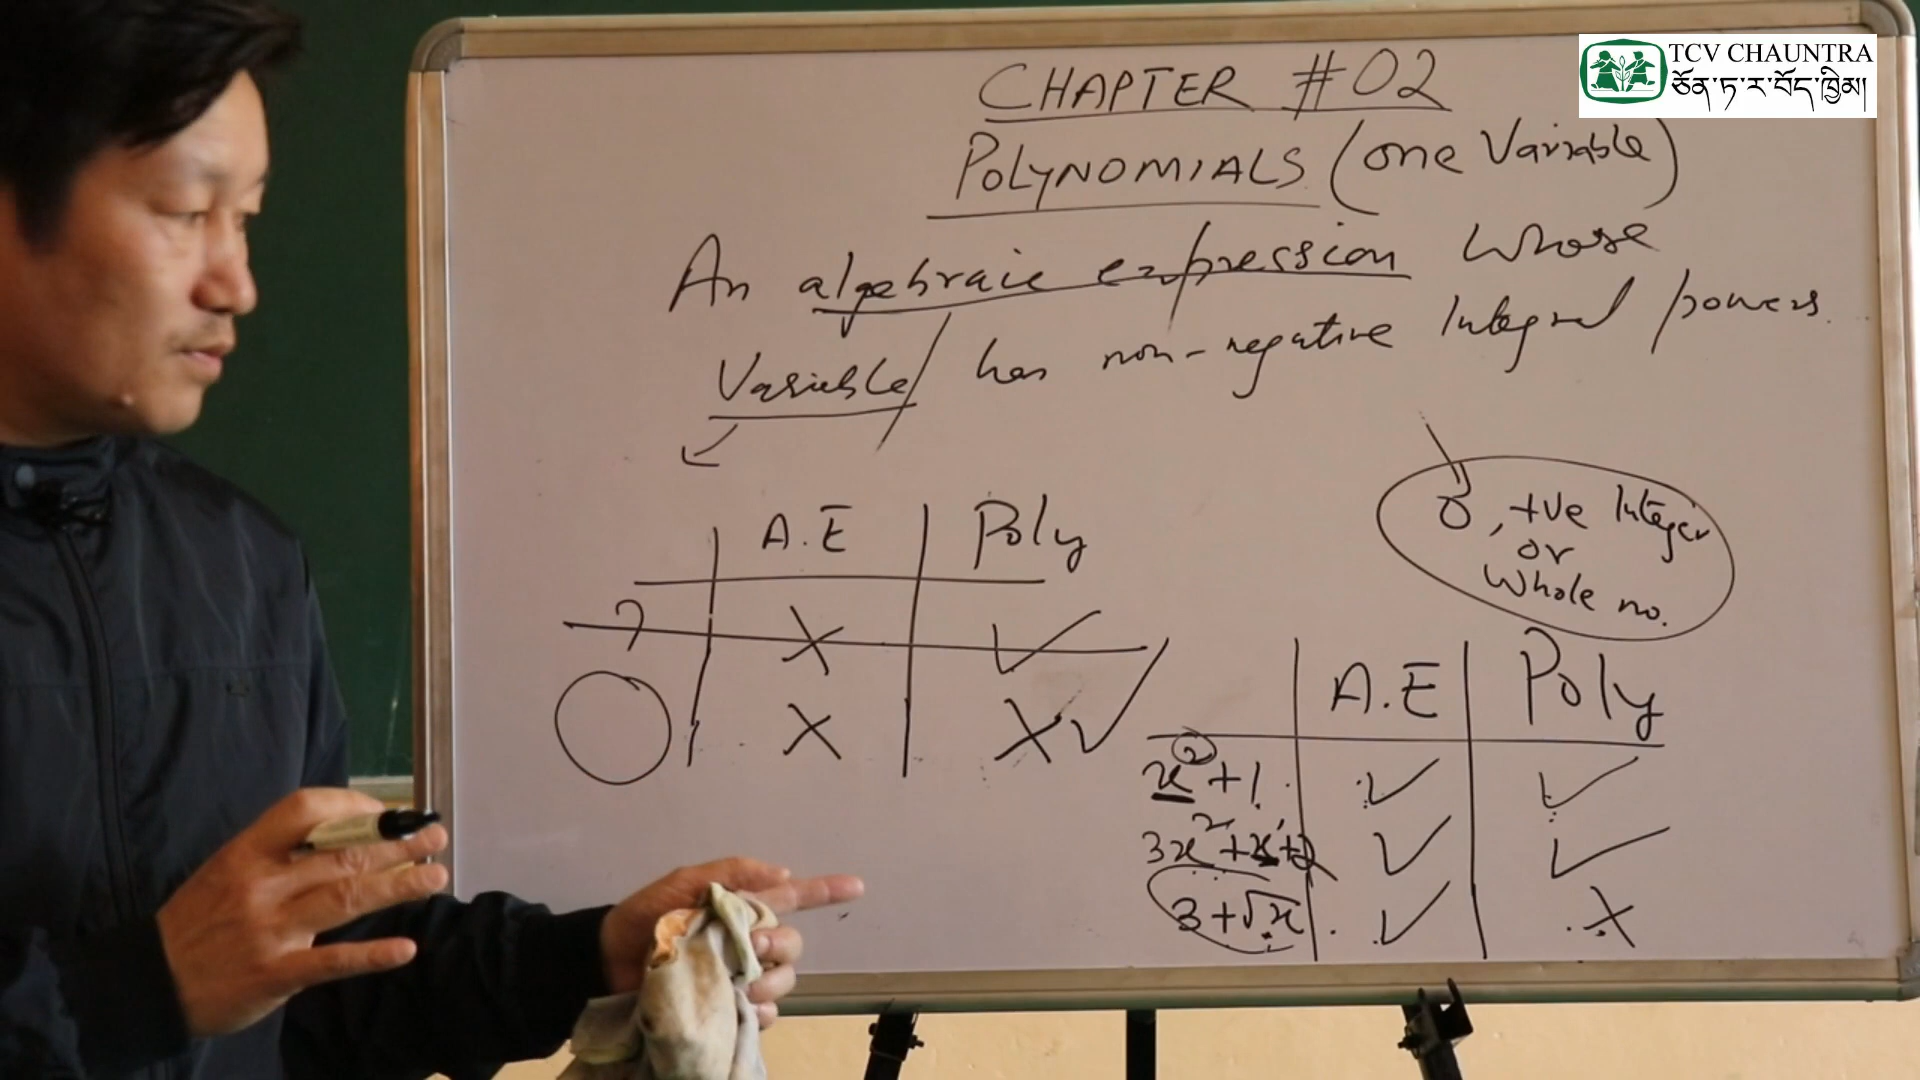 TCV CHAUNTRA
ཅོན་ཏ་ར་བོད་ཁྱིམ།
CHAPTER #02
POLYNOMIALS (one Variable)
An algebraic expression whose
Variable has non-negative Integral powers.
0, +ve Integer
or
Whole no.
A.E Poly
? X ✓
X X ✓
A.E Poly
x²+1 ✓ ✓
3x²+x¹+2 ✓ ✓
3+√x ✓ X